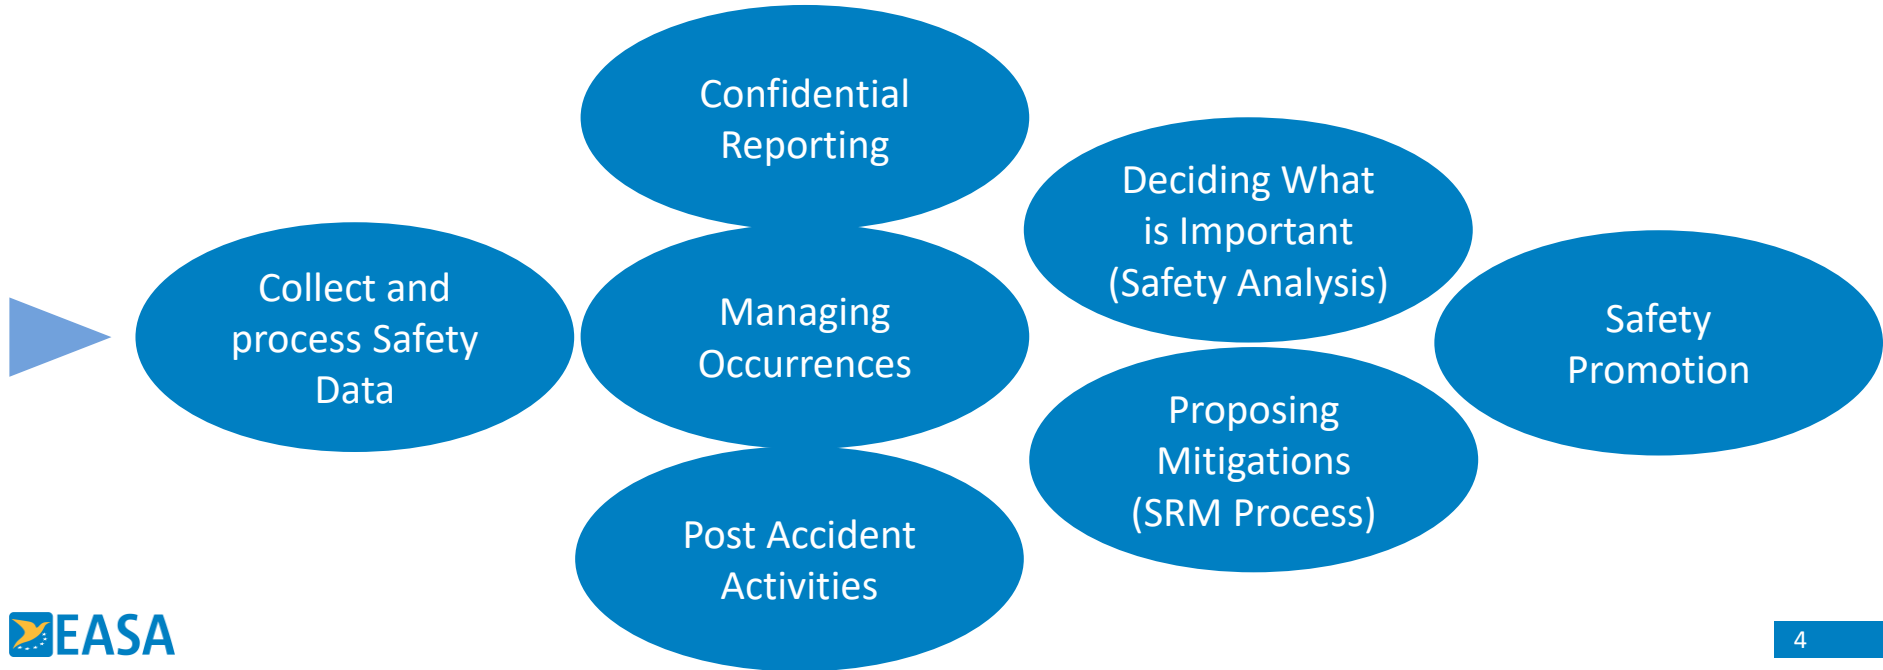 Collect and
process Safety
Data
Confidential
Reporting
Managing
Occurrences
Post Accident
Activities
Deciding What
is Important
(Safety Analysis)
Proposing
Mitigations
(SRM Process)
Safety
Promotion
EASA
4